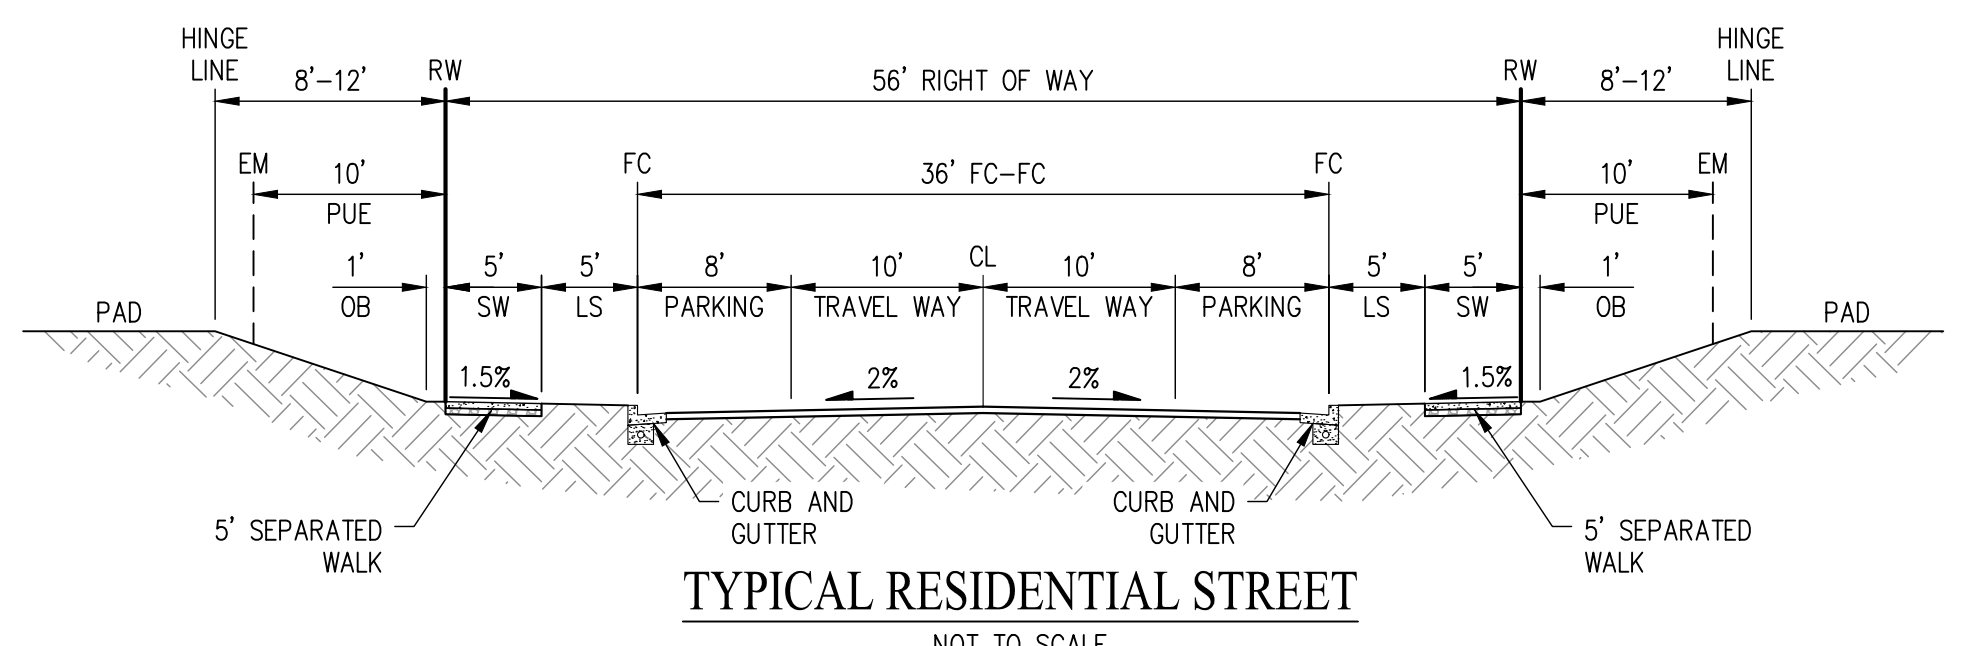 HINGE
LINE
8'-12'
RW
56' RIGHT OF WAY
RW
8'-12'
HINGE
LINE
EM
10'
PUE
FC
36' FC-FC
FC
10'
PUE
EM
1'
OB
5'
SW
5'
LS
8'
PARKING
10'
TRAVEL WAY
CL
10'
TRAVEL WAY
8'
PARKING
5'
LS
5'
SW
1'
OB
PAD
PAD
1.5%
2%
2%
1.5%
5' SEPARATED
WALK
CURB AND
GUTTER
CURB AND
GUTTER
5' SEPARATED
WALK
TYPICAL RESIDENTIAL STREET
NOT TO SCALE